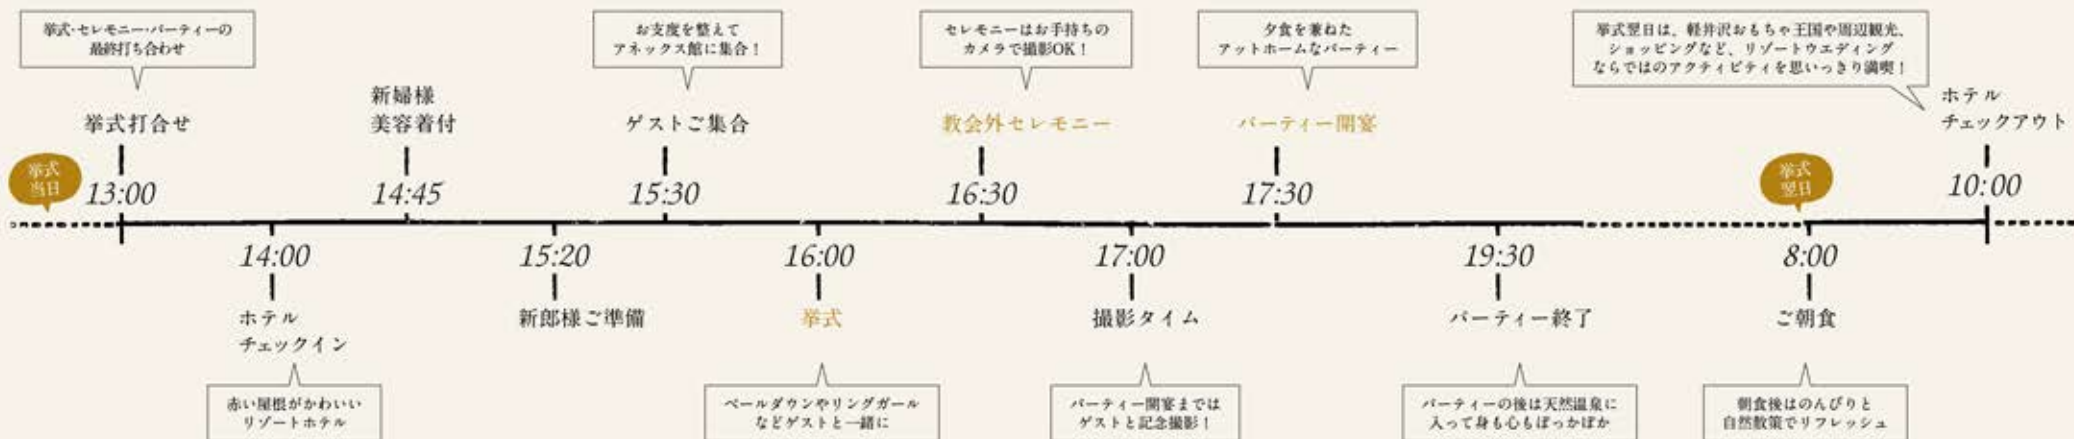 挙式・セレモニー・パーティーの
最終打ち合わせ
お支度を整えて
アネックス館に集合！
セレモニーはお手持ちの
カメラで撮影OK！
夕食を兼ねた
アットホームなパーティー
挙式翌日は、軽井沢おもちゃ王国や周辺観光、
ショッピングなど、リゾートウエディング
ならではのアクティビティを思いっきり満喫！
挙式打合せ
新婦様
美容着付
ゲストご集合
教会外セレモニー
パーティー開宴
ホテル
チェックアウト
挙式
当日
13:00
14:45
15:30
16:30
17:30
挙式
翌日
10:00
14:00
15:20
16:00
17:00
19:30
8:00
ホテル
チェックイン
新郎様ご準備
挙式
撮影タイム
パーティー終了
ご朝食
赤い屋根がかわいい
リゾートホテル
ベールダウンやリングガール
などゲストと一緒に
パーティー開宴までは
ゲストと記念撮影！
パーティーの後は天然温泉に
入って身も心もぽっかぽか
朝食後はのんびりと
自然散策でリフレッシュ